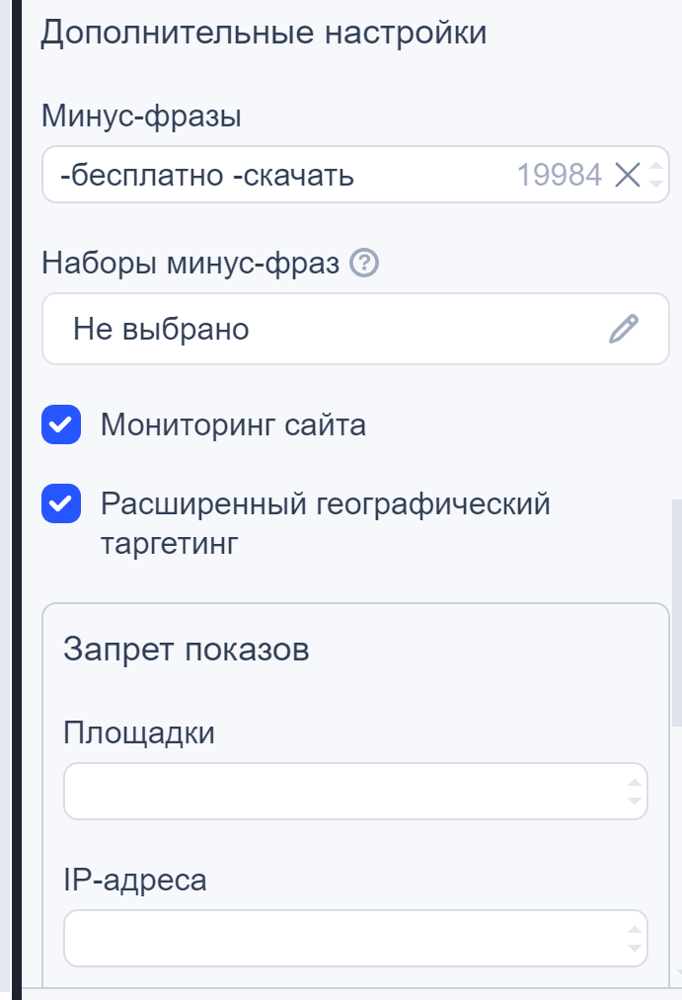 Дополнительные настройки
Минус-фразы
-бесплатно -скачать 19984
Наборы минус-фраз ?
Не выбрано
Мониторинг сайта
Расширенный географический
таргетинг
Запрет показов
Площадки
IP-адреса